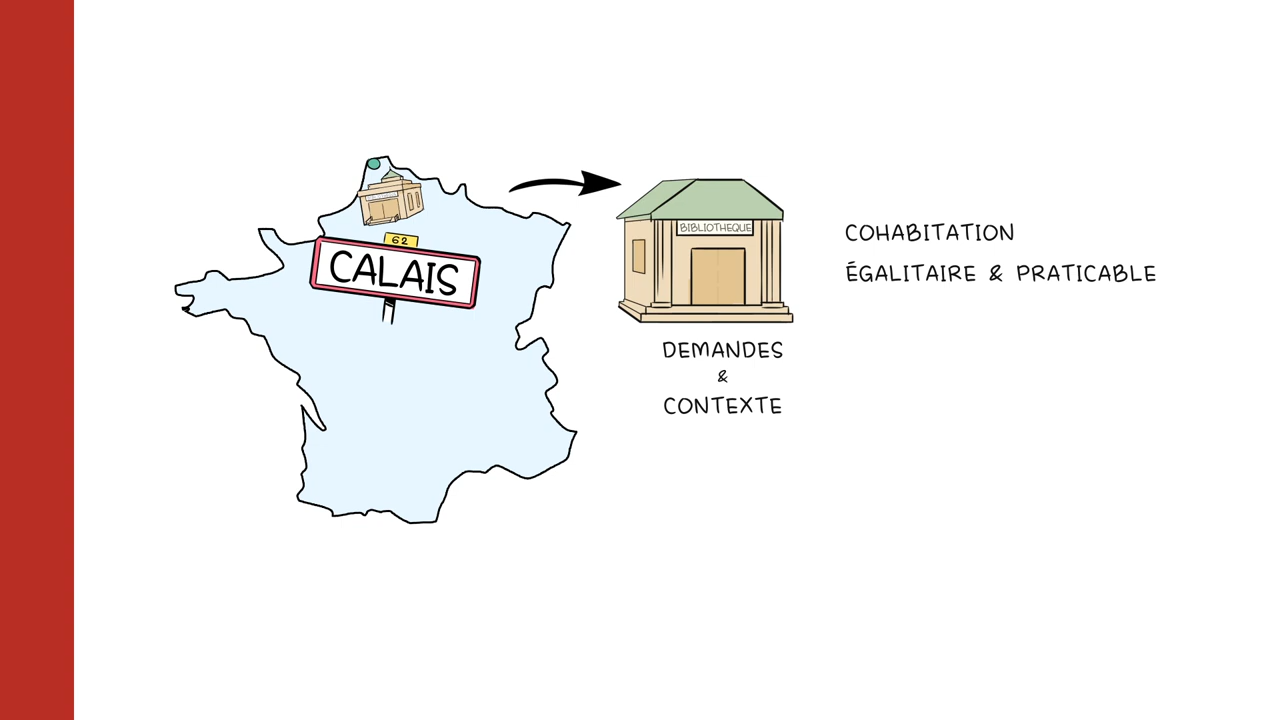 62
CALAIS
BIBLIOTHEQUE
DEMANDES
&
CONTEXTE
COHABITATION
ÉGALITAIRE & PRATICABLE